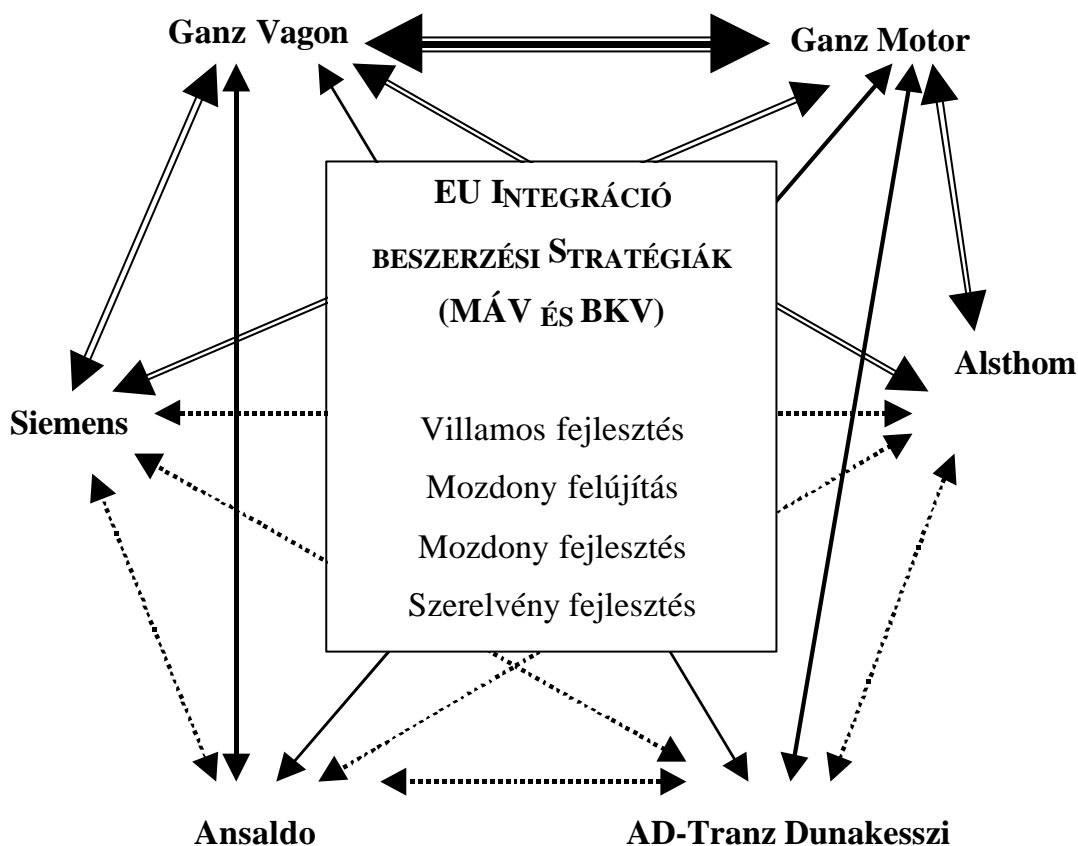 Ganz Vagon
Ganz Motor
EU INTEGRÁCIÓ
BESZERZÉSI STRATÉGIÁK
(MÁV ÉS BKV)
Alsthom
Siemens
Villamos fejlesztés
Mozdony felújítás
Mozdony fejlesztés
Szerelvény fejlesztés
Ansaldo
AD-Tranz Dunakesszi